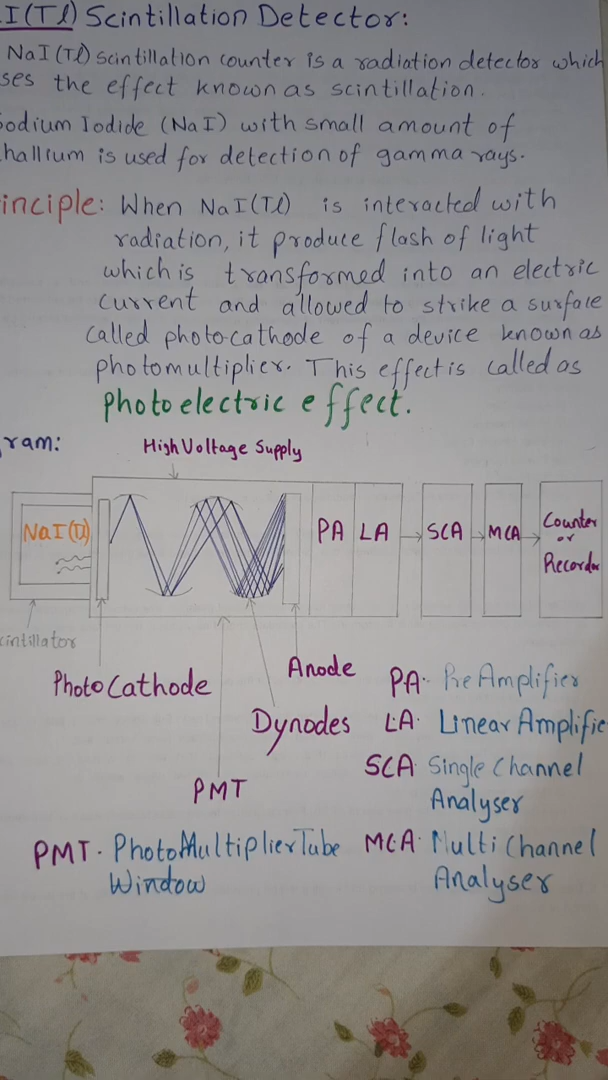 I(Tl) Scintillation Detector:
NaI(Tl) scintillation counter is a radiation detector which
ses the effect known as scintillation.
Sodium Iodide (NaI) with small amount of
hallium is used for detection of gamma rays.
inciple: When NaI(Tl) is interacted with
radiation, it produce flash of light
which is transformed into an electric
current and allowed to strike a surface
called photo-cathode of a device known as
photomultiplier. This effect is called as
photoelectric effect.
ram:
High Voltage Supply
NaI(Tl)
PA
LA
SCA
MCA
Counter
or
Recorder
cintillator
Photo Cathode
Anode
Dynodes
PMT
PA- Pre Amplifier
LA- Linear Amplifie
SCA Single Channel
Analyser
PMT- PhotoMultiplierTube
Window
MCA- Multi Channel
Analyser